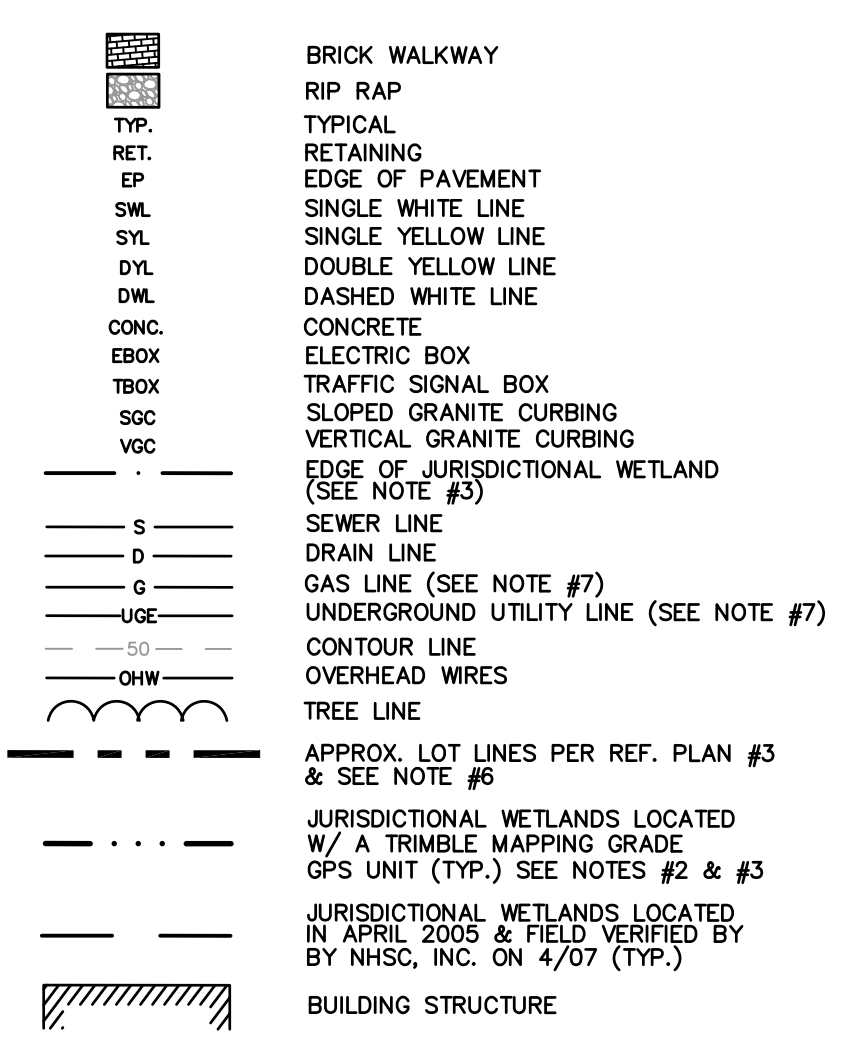 BRICK WALKWAY
RIP RAP
TYP. TYPICAL
RET. RETAINING
EP EDGE OF PAVEMENT
SWL SINGLE WHITE LINE
SYL SINGLE YELLOW LINE
DYL DOUBLE YELLOW LINE
DWL DASHED WHITE LINE
CONC. CONCRETE
EBOX ELECTRIC BOX
TBOX TRAFFIC SIGNAL BOX
SGC SLOPED GRANITE CURBING
VGC VERTICAL GRANITE CURBING
EDGE OF JURISDICTIONAL WETLAND
(SEE NOTE #3)
S SEWER LINE
D DRAIN LINE
G GAS LINE (SEE NOTE #7)
UGE UNDERGROUND UTILITY LINE (SEE NOTE #7)
50 CONTOUR LINE
OHW OVERHEAD WIRES
TREE LINE
APPROX. LOT LINES PER REF. PLAN #3
& SEE NOTE #6
JURISDICTIONAL WETLANDS LOCATED
W/ A TRIMBLE MAPPING GRADE
GPS UNIT (TYP.) SEE NOTES #2 & #3
JURISDICTIONAL WETLANDS LOCATED
IN APRIL 2005 & FIELD VERIFIED BY
BY NHSC, INC. ON 4/07 (TYP.)
BUILDING STRUCTURE